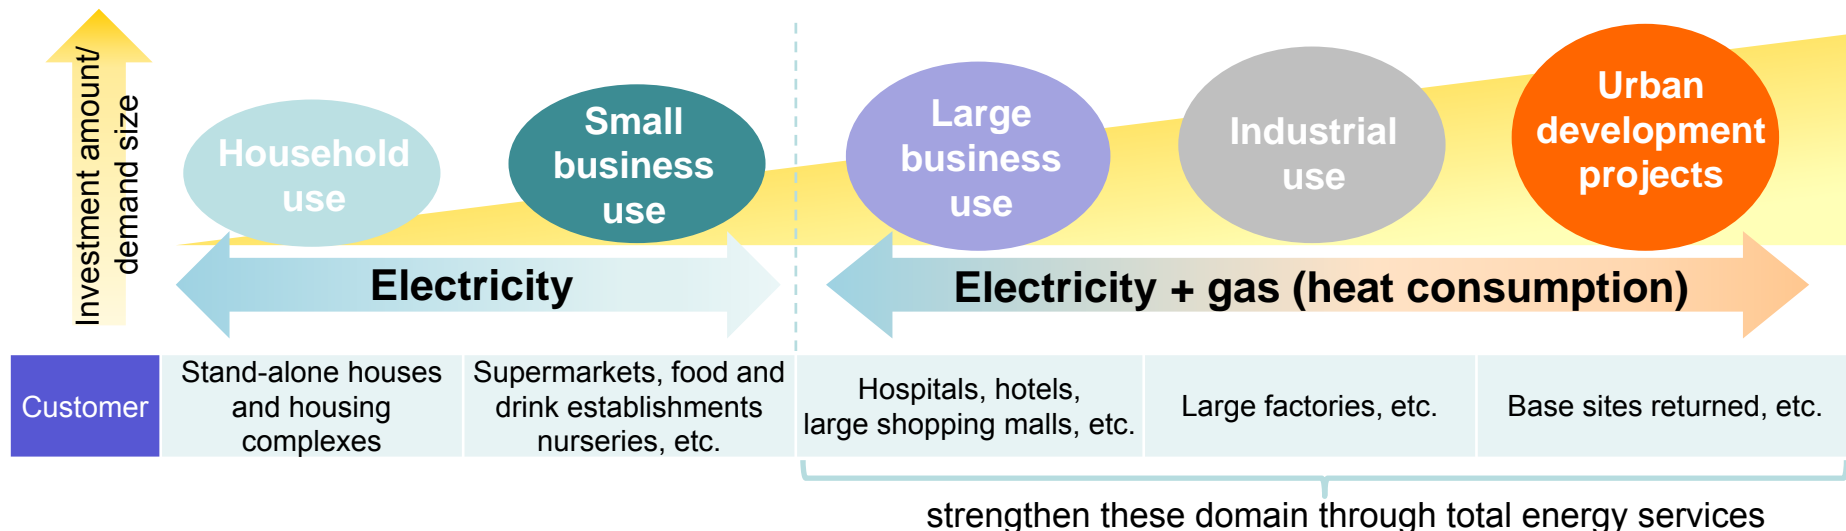 Investment amount/
demand size
Household
use
Small
business
use
Large
business
use
Industrial
use
Urban
development
projects
Electricity
Electricity + gas (heat consumption)
Customer
Stand-alone houses
and housing
complexes
Supermarkets, food and
drink establishments
nurseries, etc.
Hospitals, hotels,
large shopping malls, etc.
Large factories, etc.
Base sites returned, etc.
strengthen these domain through total energy services